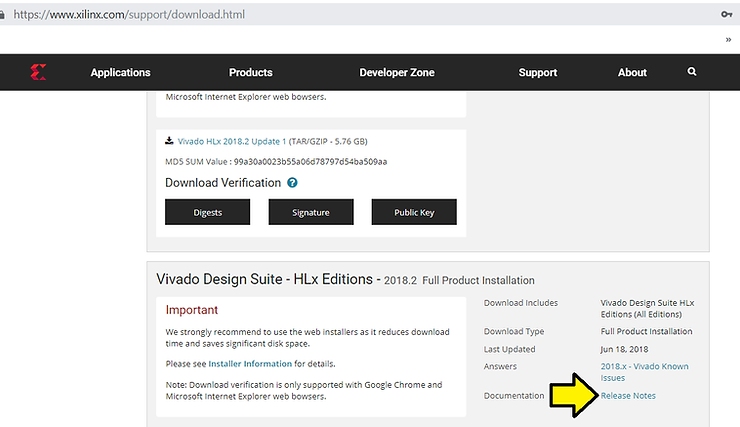 https://www.xilinx.com/support/download.html
»
Applications Products Developer Zone Support About
Microsoft Internet Explorer web bowsers.
Vivado HLx 2018.2 Update 1 (TAR/GZIP - 5.76 GB)
MD5 SUM Value : 99a30a0023b55a06d78797d54ba509aa
Download Verification ?
Digests Signature Public Key
Vivado Design Suite - HLx Editions - 2018.2 Full Product Installation
Important
We strongly recommend to use the web installers as it reduces download
time and saves significant disk space.
Please see Installer Information for details.
Note: Download verification is only supported with Google Chrome and
Microsoft Internet Explorer web bowsers.
Download Includes Vivado Design Suite HLx
Editions (All Editions)
Download Type Full Product Installation
Last Updated Jun 18, 2018
Answers 2018.x - Vivado Known
Issues
Documentation Release Notes